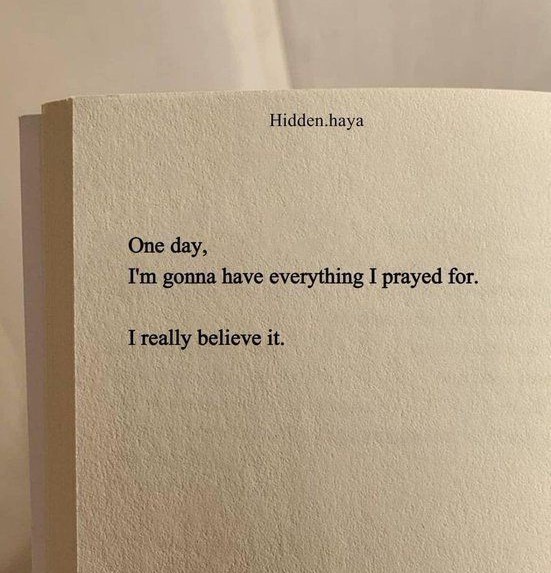 Hidden.haya
One day,
I'm gonna have everything I prayed for.
I really believe it.